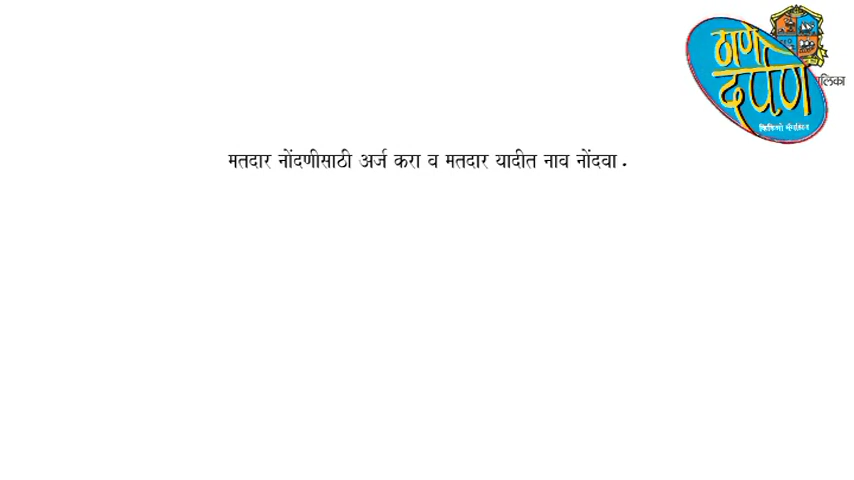 ठाणे
दर्पण
मतदार नोंदणीसाठी अर्ज करा व मतदार यादीत नाव नोंदवा .